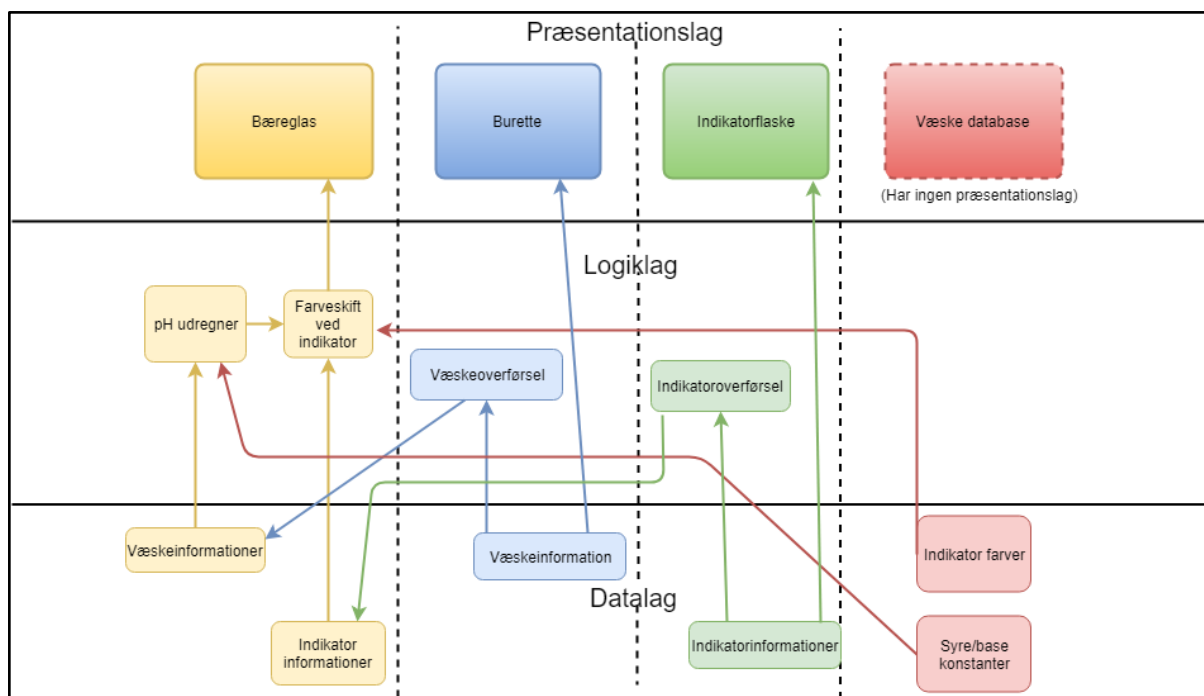 Præsentationslag
Bæreglas
Burette
Indikatorflaske
Væske database
(Har ingen præsentationslag)
Logiklag
pH udregner
Farveskift
ved
indikator
Væskeoverførsel
Indikatoroverførsel
Væskeinformationer
Væskeinformation
Indikator farver
Datalag
Indikator
informationer
Indikatorinformationer
Syre/base
konstanter